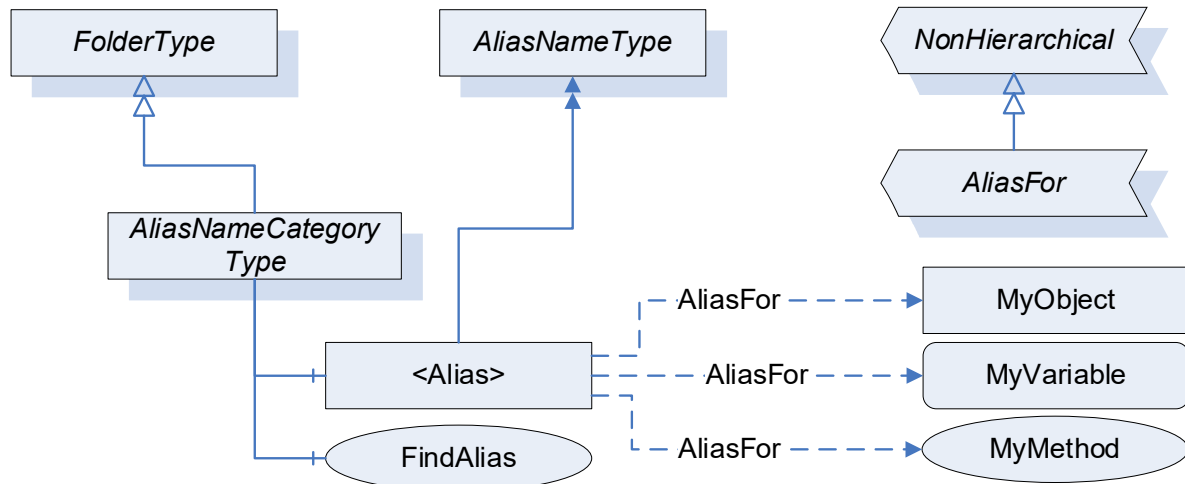 FolderType
AliasNameType
NonHierarchical
AliasFor
AliasNameCategory
Type
AliasFor
MyObject
<Alias>
AliasFor
MyVariable
FindAlias
AliasFor
MyMethod